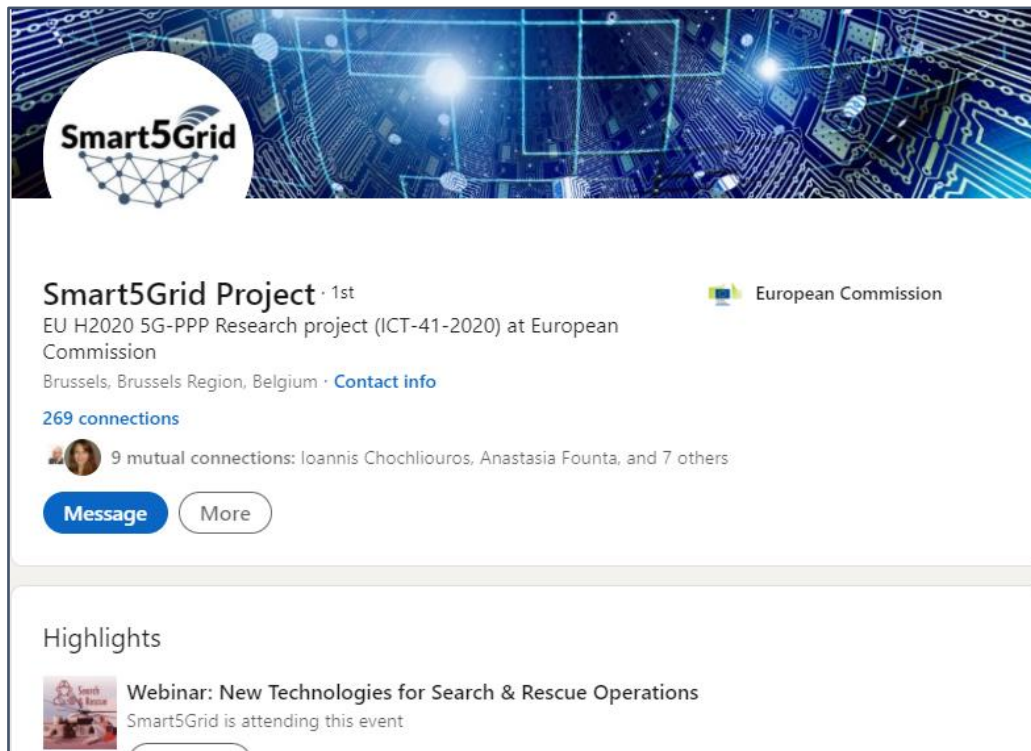 Smart5Grid
Smart5Grid Project · 1st
European Commission
EU H2020 5G-PPP Research project (ICT-41-2020) at European
Commission
Brussels, Brussels Region, Belgium · Contact info
269 connections
9 mutual connections: Ioannis Chochliouros, Anastasia Founta, and 7 others
Message
More
Highlights
Search
& Rescue
Webinar: New Technologies for Search & Rescue Operations
Smart5Grid is attending this event